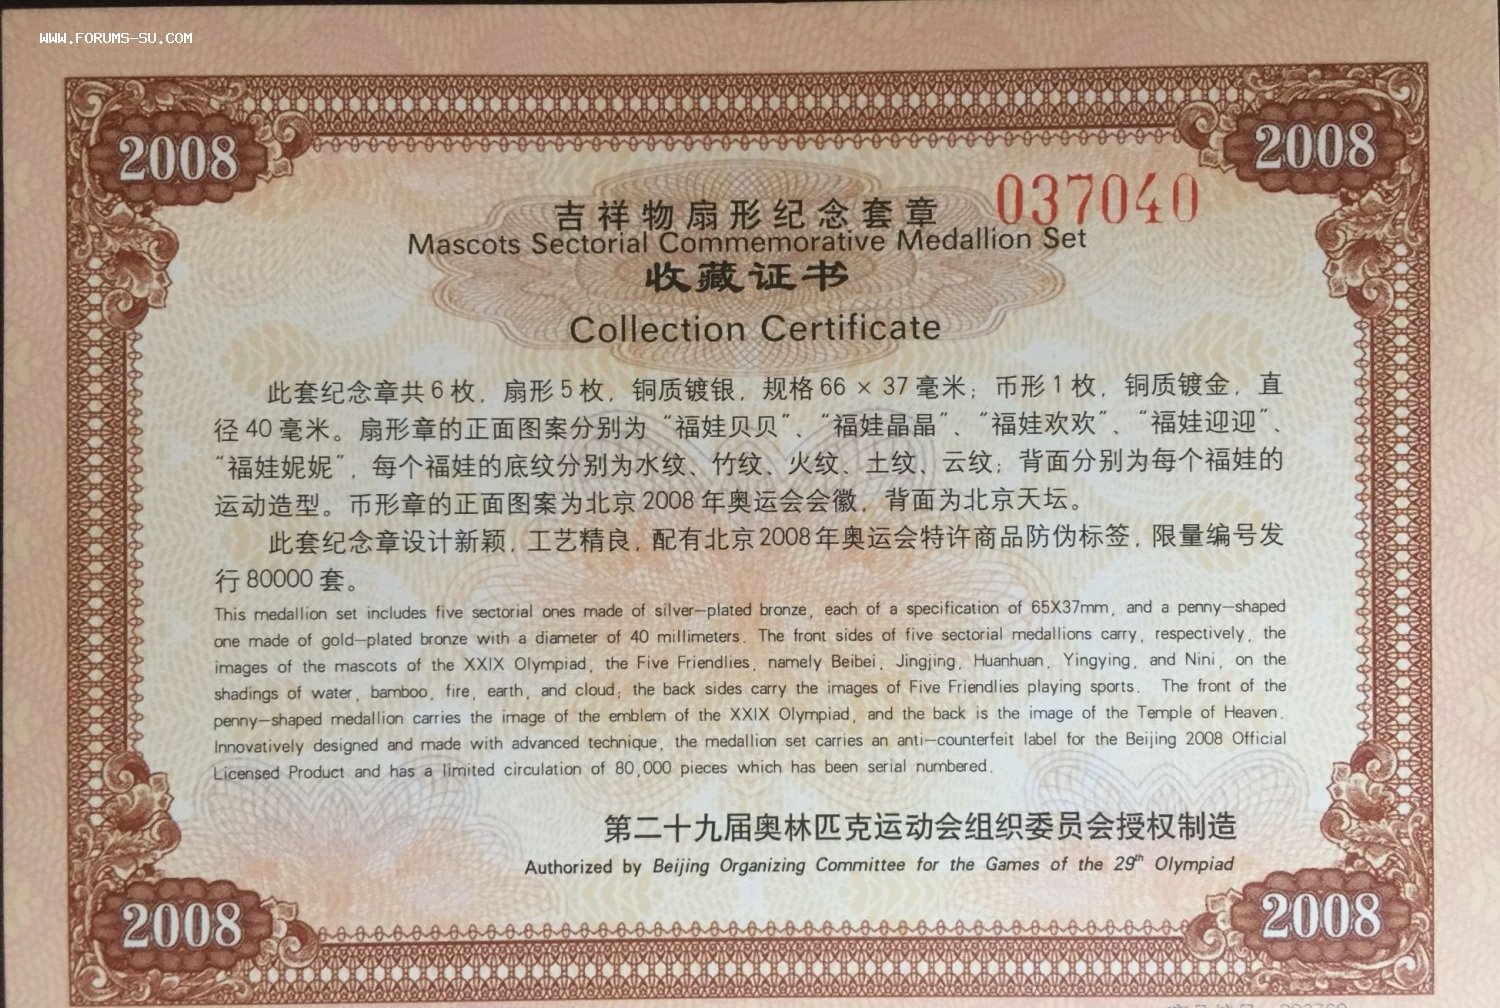 WWW.FORUMS-SU.COM
2008
2008
037040
吉祥物扇形纪念套章
Mascots Sectorial Commemorative Medallion Set
收藏证书
Collection Certificate
此套纪念章共6枚，扇形5枚，铜质镀银，规格66 × 37毫米；币形1枚，铜质镀金，直
径40毫米。扇形章的正面图案分别为“福娃贝贝”、“福娃晶晶”、“福娃欢欢”、“福娃迎迎”、
“福娃妮妮”，每个福娃的底纹分别为水纹、竹纹、火纹、土纹、云纹；背面分别为每个福娃的
运动造型。币形章的正面图案为北京2008年奥运会会徽，背面为北京天坛。
此套纪念章设计新颖，工艺精良，配有北京2008年奥运会特许商品防伪标签，限量编号发
行80000套。
This medallion set includes five sectorial ones made of silver-plated bronze, each of a specification of 65X37mm, and a penny-shaped
one made of gold-plated bronze with a diameter of 40 millimeters. The front sides of five sectorial medallions carry, respectively, the
images of the mascots of the XXIX Olympiad, the Five Friendlies, namely Beibei, Jingjing, Huanhuan, Yingying, and Nini, on the
shadings of water, bamboo, fire, earth, and cloud; the back sides carry the images of Five Friendlies playing sports. The front of the
penny-shaped medallion carries the image of the emblem of the XXIX Olympiad, and the back is the image of the Temple of Heaven.
Innovatively designed and made with advanced technique, the medallion set carries an anti-counterfeit label for the Beijing 2008 Official
Licensed Product and has a limited circulation of 80,000 pieces which has been serial numbered.
第二十九届奥林匹克运动会组织委员会授权制造
Authorized by Beijing Organizing Committee for the Games of the 29th Olympiad
2008
2008